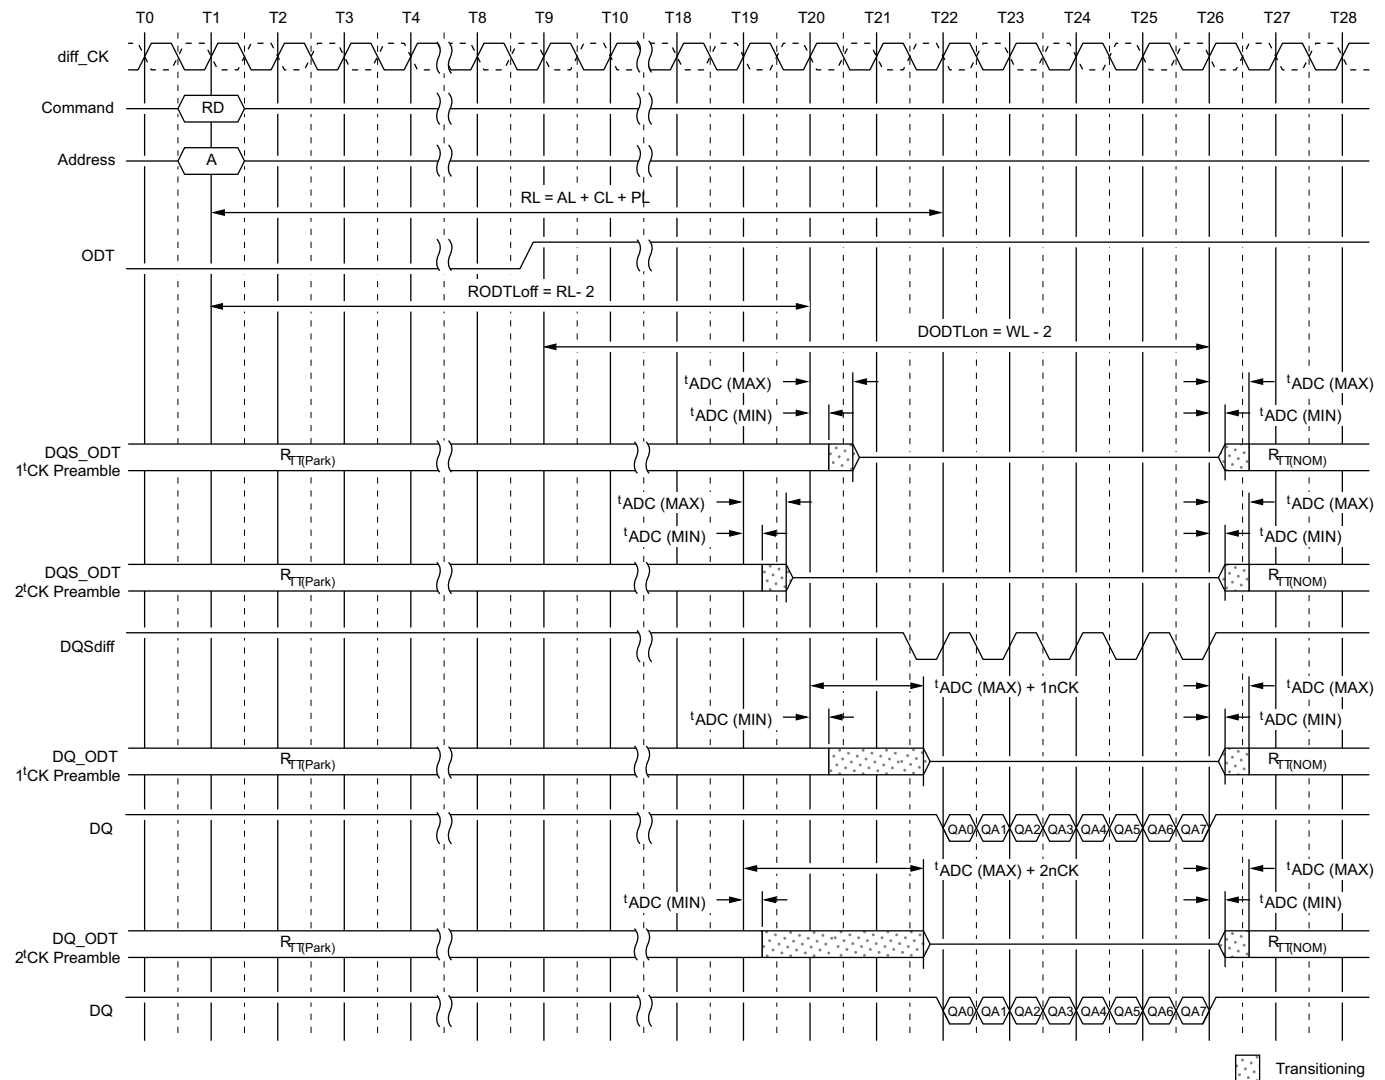 T0 T1 T2 T3 T4 T8 T9 T10 T18 T19 T20 T21 T22 T23 T24 T25 T26 T27 T28
diff_CK
Command RD
Address A
RL = AL + CL + PL
ODT
RODTLoff = RL- 2
DODTLon = WL - 2
tADC (MAX) tADC (MAX)
tADC (MIN) tADC (MIN)
DQS_ODT
1tCK Preamble RTT(Park) RTT(NOM)
tADC (MAX) tADC (MAX)
tADC (MIN) tADC (MIN)
DQS_ODT
2tCK Preamble RTT(Park) RTT(NOM)
DQSdiff
tADC (MAX) + 1nCK tADC (MAX)
tADC (MIN) tADC (MIN)
DQ_ODT
1tCK Preamble RTT(Park) RTT(NOM)
DQ QA0 QA1 QA2 QA3 QA4 QA5 QA6 QA7
tADC (MAX) + 2nCK tADC (MAX)
tADC (MIN) tADC (MIN)
DQ_ODT
2tCK Preamble RTT(Park) RTT(NOM)
DQ QA0 QA1 QA2 QA3 QA4 QA5 QA6 QA7
Transitioning